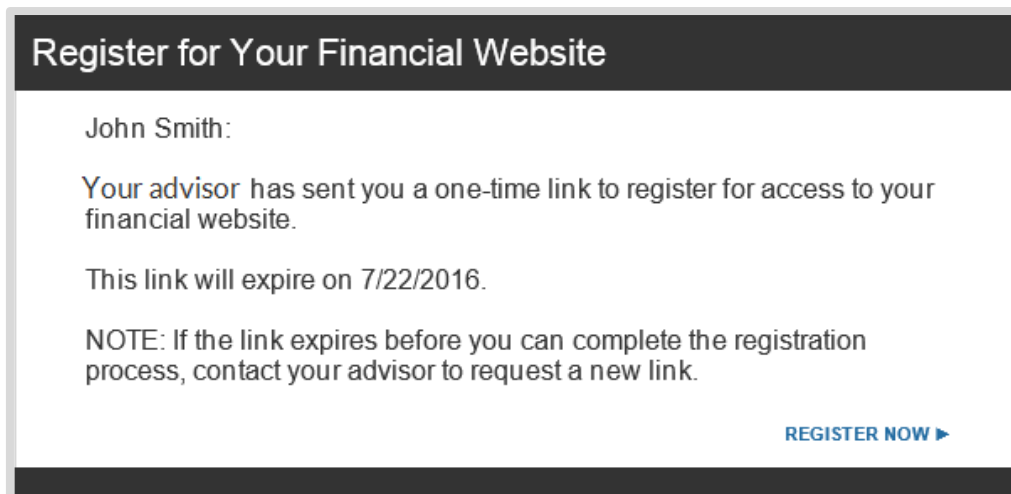 Register for Your Financial Website
John Smith:
Your advisor has sent you a one-time link to register for access to your
financial website.
This link will expire on 7/22/2016.
NOTE: If the link expires before you can complete the registration
process, contact your advisor to request a new link.
REGISTER NOW ►